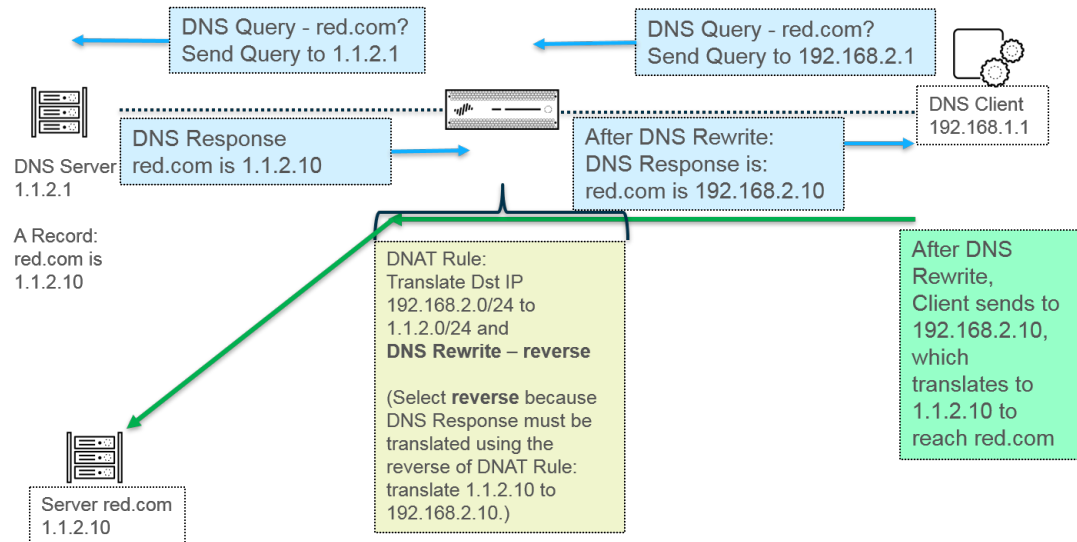 DNS Query - red.com?
Send Query to 1.1.2.1
DNS Query - red.com?
Send Query to 192.168.2.1
DNS Server
1.1.2.1
A Record:
red.com is
1.1.2.10
DNS Response
red.com is 1.1.2.10
After DNS Rewrite:
DNS Response is:
red.com is 192.168.2.10
DNS Client
192.168.1.1
DNAT Rule:
Translate Dst IP
192.168.2.0/24 to
1.1.2.0/24 and
DNS Rewrite – reverse
(Select reverse because
DNS Response must be
translated using the
reverse of DNAT Rule:
translate 1.1.2.10 to
192.168.2.10.)
After DNS
Rewrite,
Client sends to
192.168.2.10,
which
translates to
1.1.2.10 to
reach red.com
Server red.com
1.1.2.10